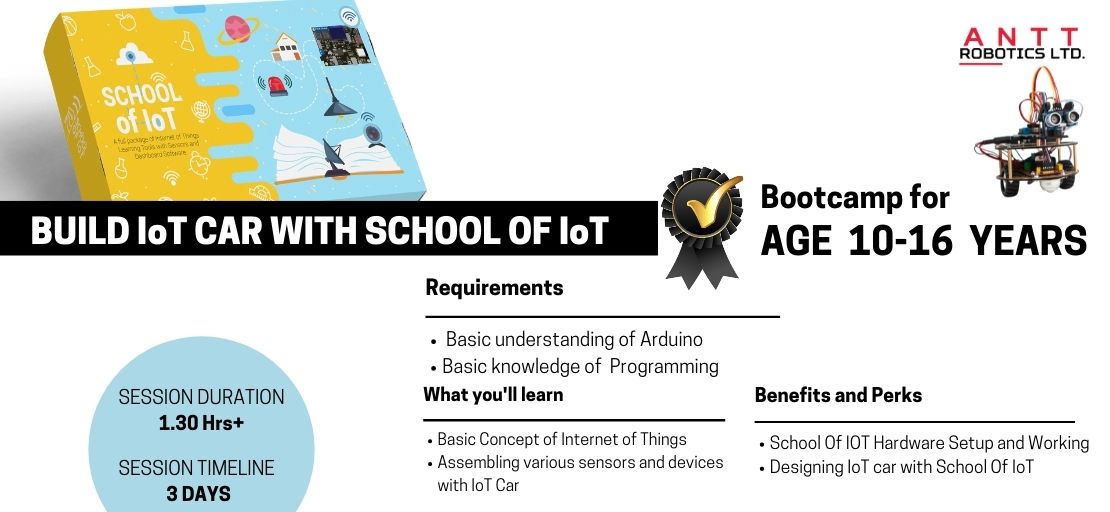 SCHOOL
of IoT
A full package of Internet of Things
Learning Tools with Sensors and
Dashboard Software
ANTT
ROBOTICS LTD.
BUILD IoT CAR WITH SCHOOL OF IoT
Bootcamp for
AGE 10-16 YEARS
Requirements
• Basic understanding of Arduino
• Basic knowledge of Programming
SESSION DURATION
1.30 Hrs+
SESSION TIMELINE
3 DAYS
What you'll learn
• Basic Concept of Internet of Things
• Assembling various sensors and devices
with IoT Car
Benefits and Perks
• School Of IOT Hardware Setup and Working
• Designing IoT car with School Of IoT